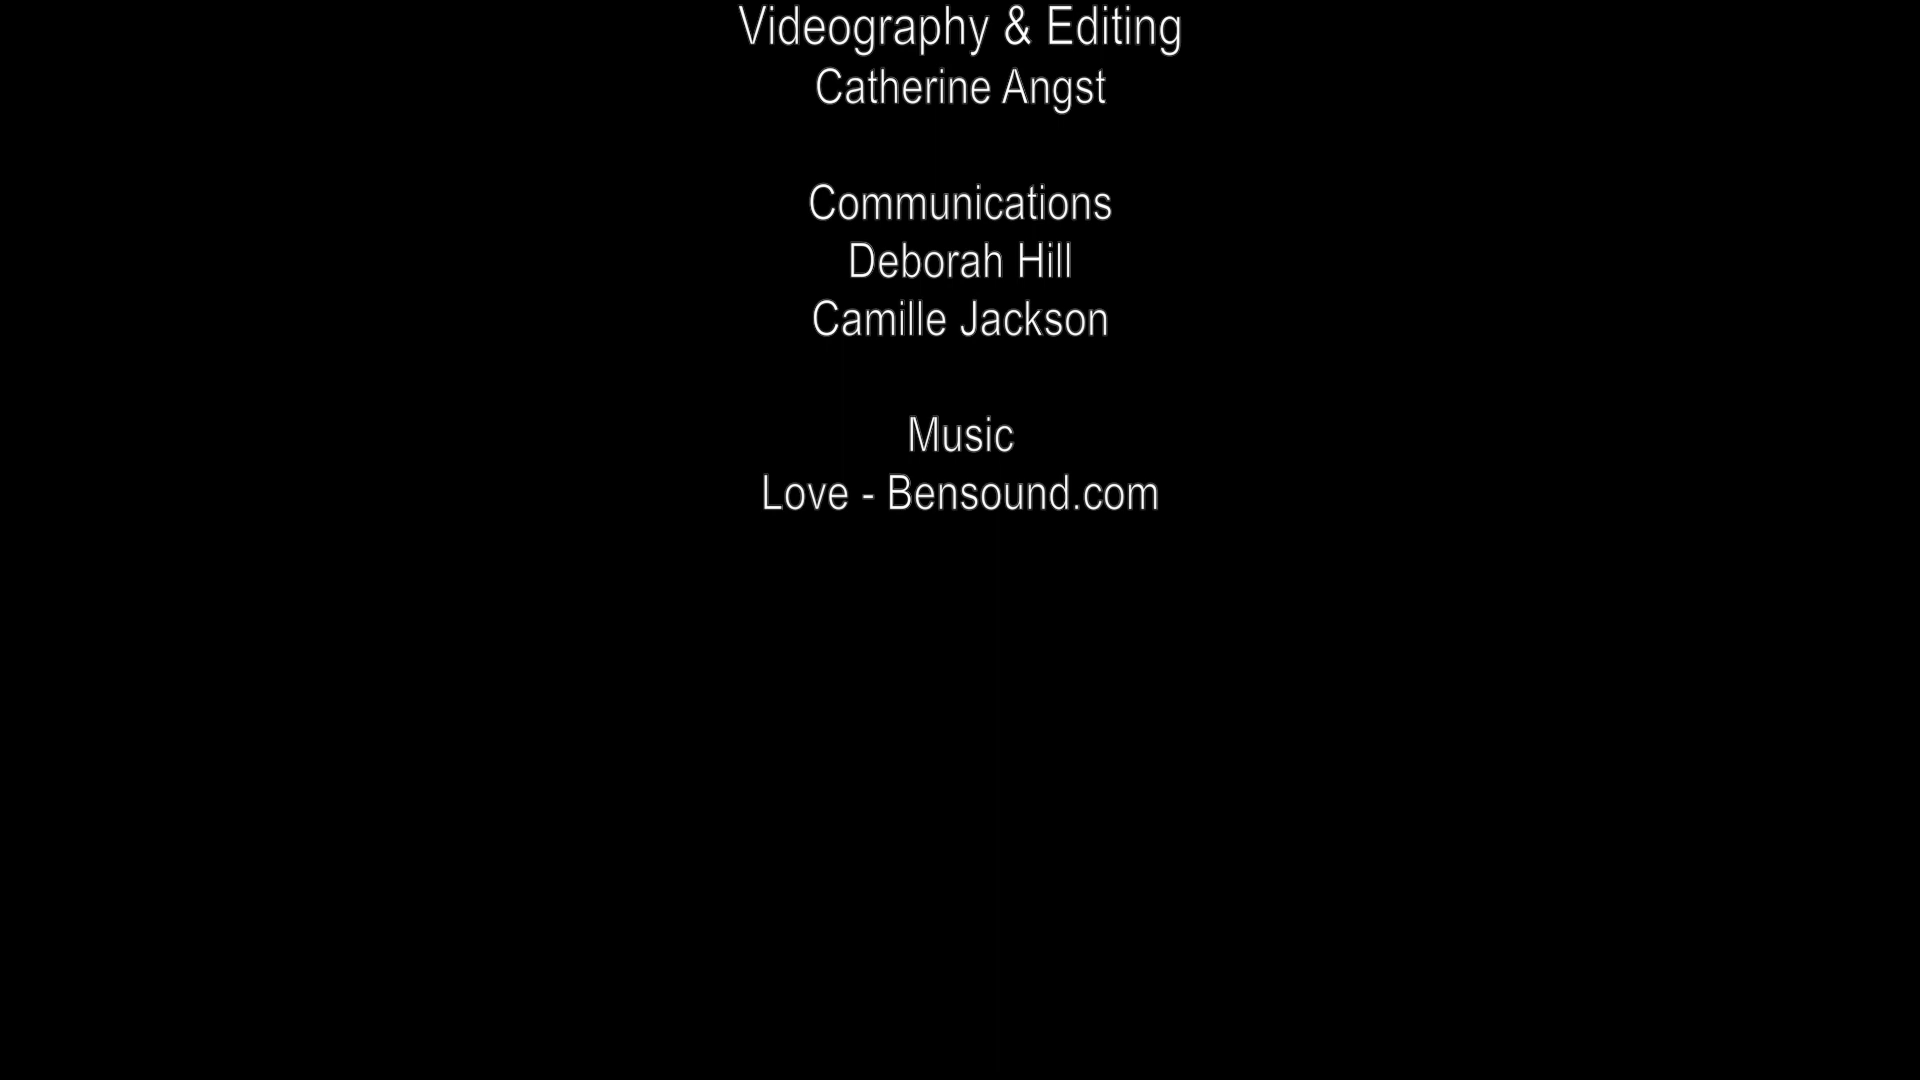 Videography & Editing
Catherine Angst
Communications
Deborah Hill
Camille Jackson
Music
Love - Bensound.com